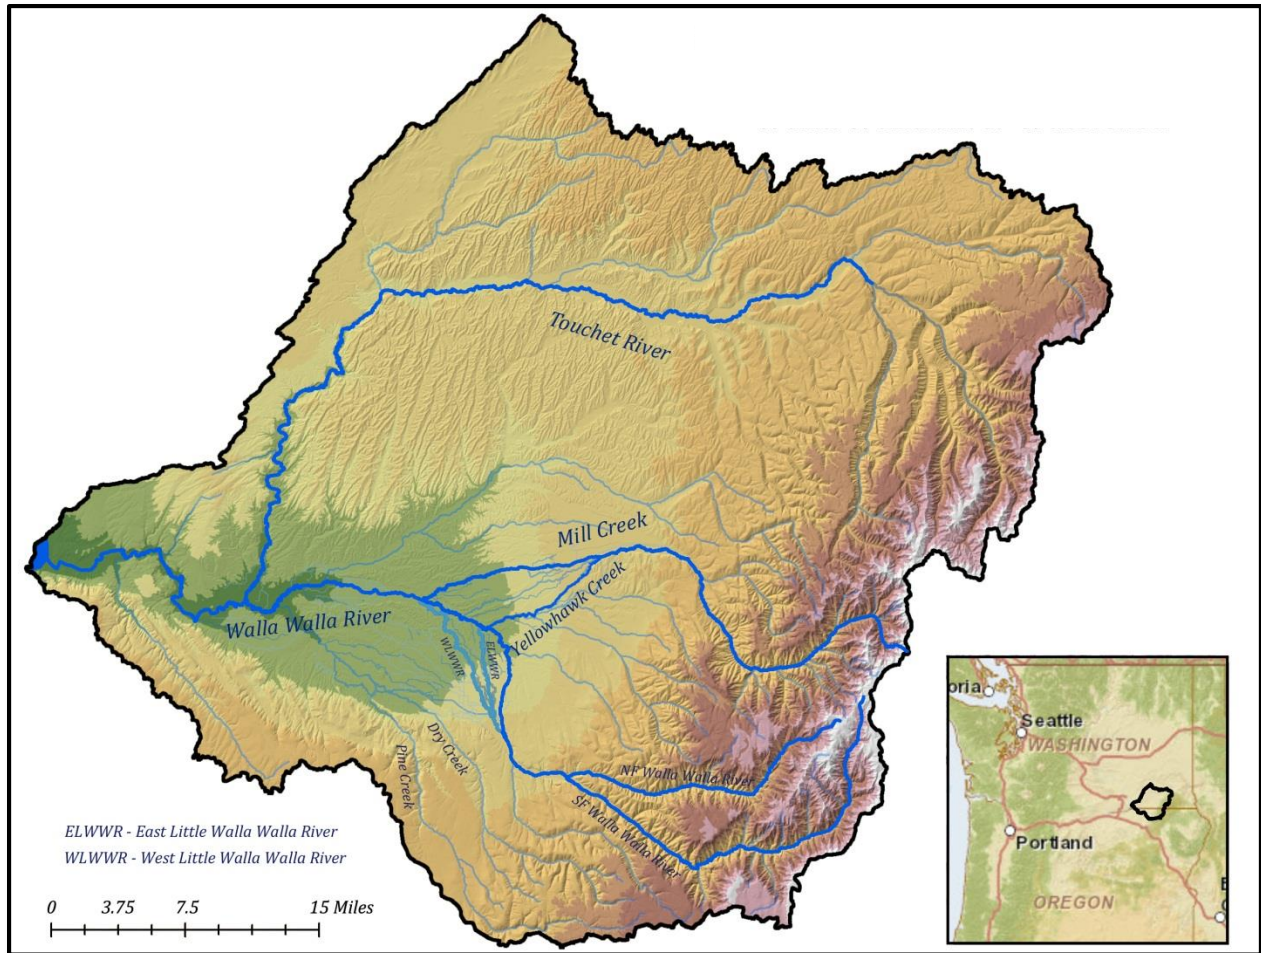 Touchet River
Mill Creek
Yellowhawk Creek
Walla Walla River
WLWWR
ELWWR
Dry Creek
Pine Creek
NF Walla Walla River
SF Walla Walla River
ELWWR - East Little Walla Walla River
WLWWR - West Little Walla Walla River
0 3.75 7.5 15 Miles
oria
Seattle
WASHINGTON
Portland
OREGON